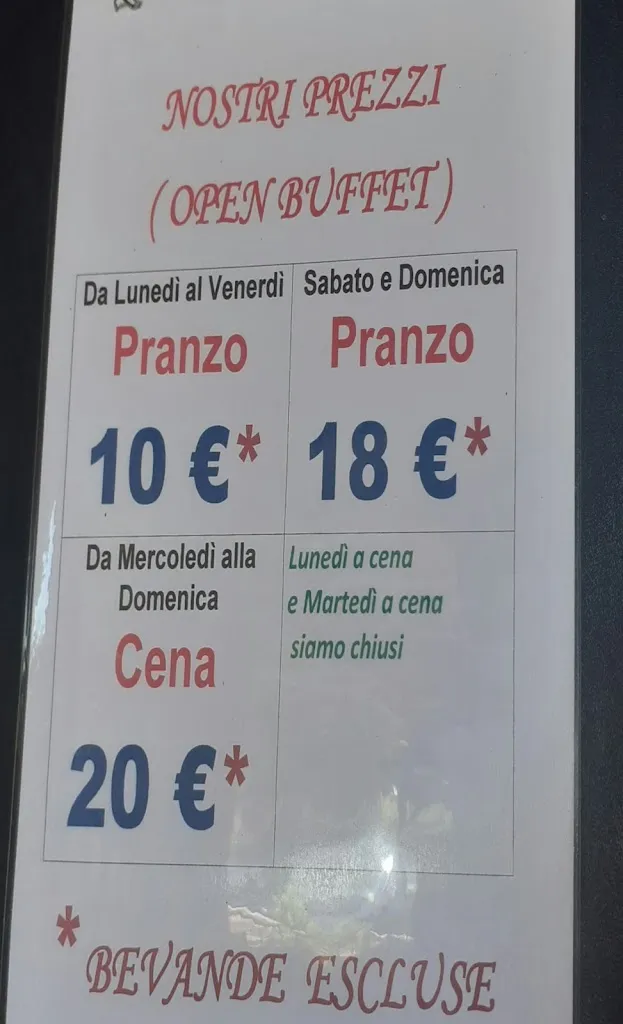 NOSTRI PREZZI
(OPEN BUFFET)
Da Lunedì al Venerdì
Pranzo
10 €*
Sabato e Domenica
Pranzo
18 €*
Da Mercoledì alla
Domenica
Cena
20 €*
Lunedì a cena
e Martedì a cena
siamo chiusi
* BEVANDE ESCLUSE